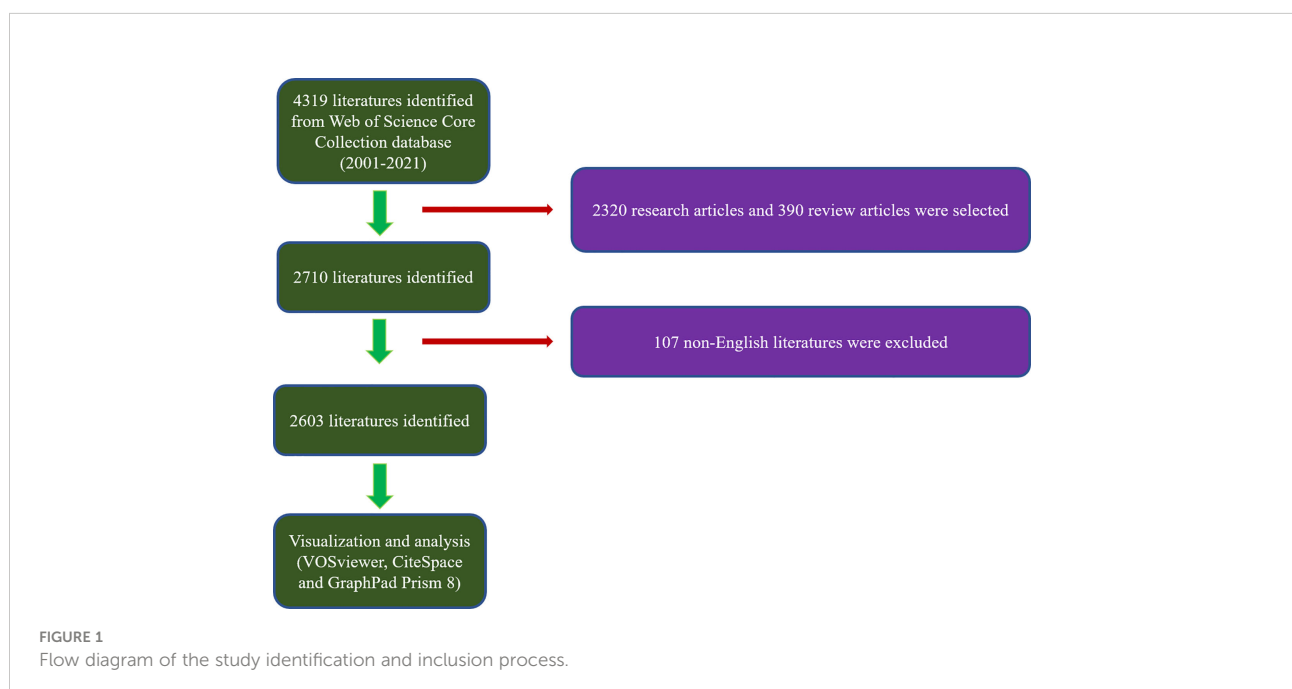 4319 literatures identified
from Web of Science Core
Collection database
(2001-2021)
2320 research articles and 390 review articles were selected
2710 literatures identified
107 non-English literatures were excluded
2603 literatures identified
Visualization and analysis
(VOSviewer, CiteSpace
and GraphPad Prism 8)
FIGURE 1
Flow diagram of the study identification and inclusion process.